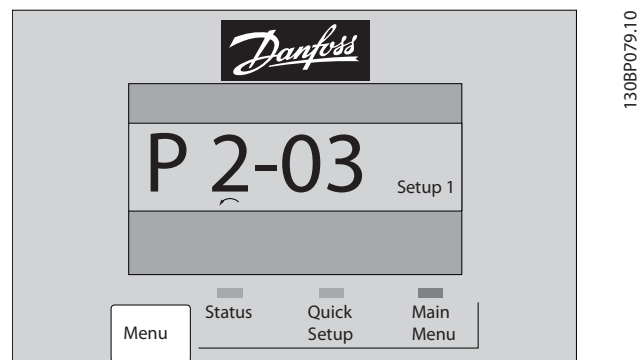 Danfoss
P 2-03
Setup 1
Status
Quick
Setup
Main
Menu
Menu
130BP079.10